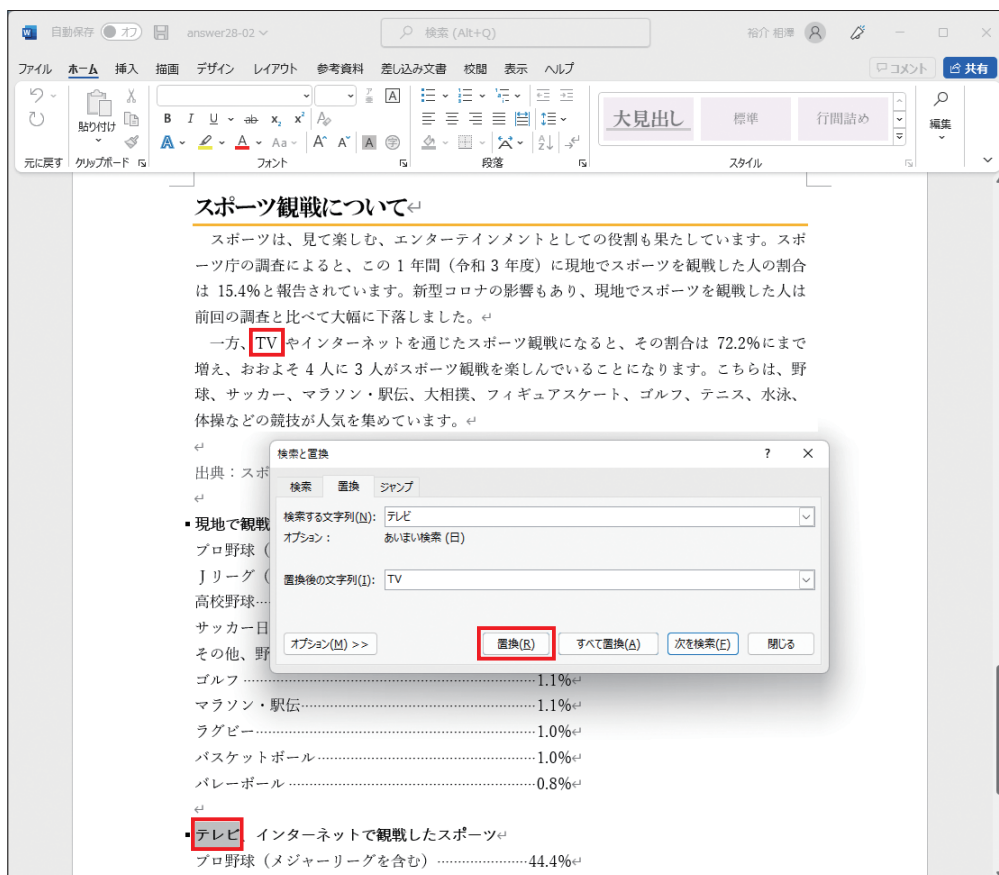 自動保存 オフ answer28-02 検索 (Alt+Q) 裕介 相澤
ファイル ホーム 挿入 描画 デザイン レイアウト 参考資料 差し込み文書 校閲 表示 ヘルプ コメント 共有
貼り付け
B I U ab x₂ x² A
A A Aa A A A 字
大見出し 標準 行間詰め
編集
元に戻す クリップボード フォント 段落 スタイル
スポーツ観戦について↵
スポーツは、見て楽しむ、エンターテインメントとしての役割も果たしています。スポ
ーツ庁の調査によると、この 1 年間（令和 3 年度）に現地でスポーツを観戦した人の割合
は 15.4%と報告されています。新型コロナの影響もあり、現地でスポーツを観戦した人は
前回の調査と比べて大幅に下落しました。↵
一方、TV やインターネットを通じたスポーツ観戦になると、その割合は 72.2%にまで
増え、おおよそ 4 人に 3 人がスポーツ観戦を楽しんでいることになります。こちらは、野
球、サッカー、マラソン・駅伝、大相撲、フィギュアスケート、ゴルフ、テニス、水泳、
体操などの競技が人気を集めています。↵
↵
出典：スポ
↵
現地で観戦
プロ野球（
Ｊリーグ（
高校野球…
サッカー日
その他、野
検索と置換 ? ×
検索 置換 ジャンプ
検索する文字列(N): テレビ
オプション： あいまい検索 (日)
置換後の文字列(I): TV
オプション(M) >> 置換(R) すべて置換(A) 次を検索(F) 閉じる
ゴルフ ………………………………………1.1%↵
マラソン・駅伝………………………………1.1%↵
ラグビー………………………………………1.0%↵
バスケットボール……………………………1.0%↵
バレーボール …………………………………0.8%↵
↵
テレビ、インターネットで観戦したスポーツ↵
プロ野球（メジャーリーグを含む） …………………44.4%↵